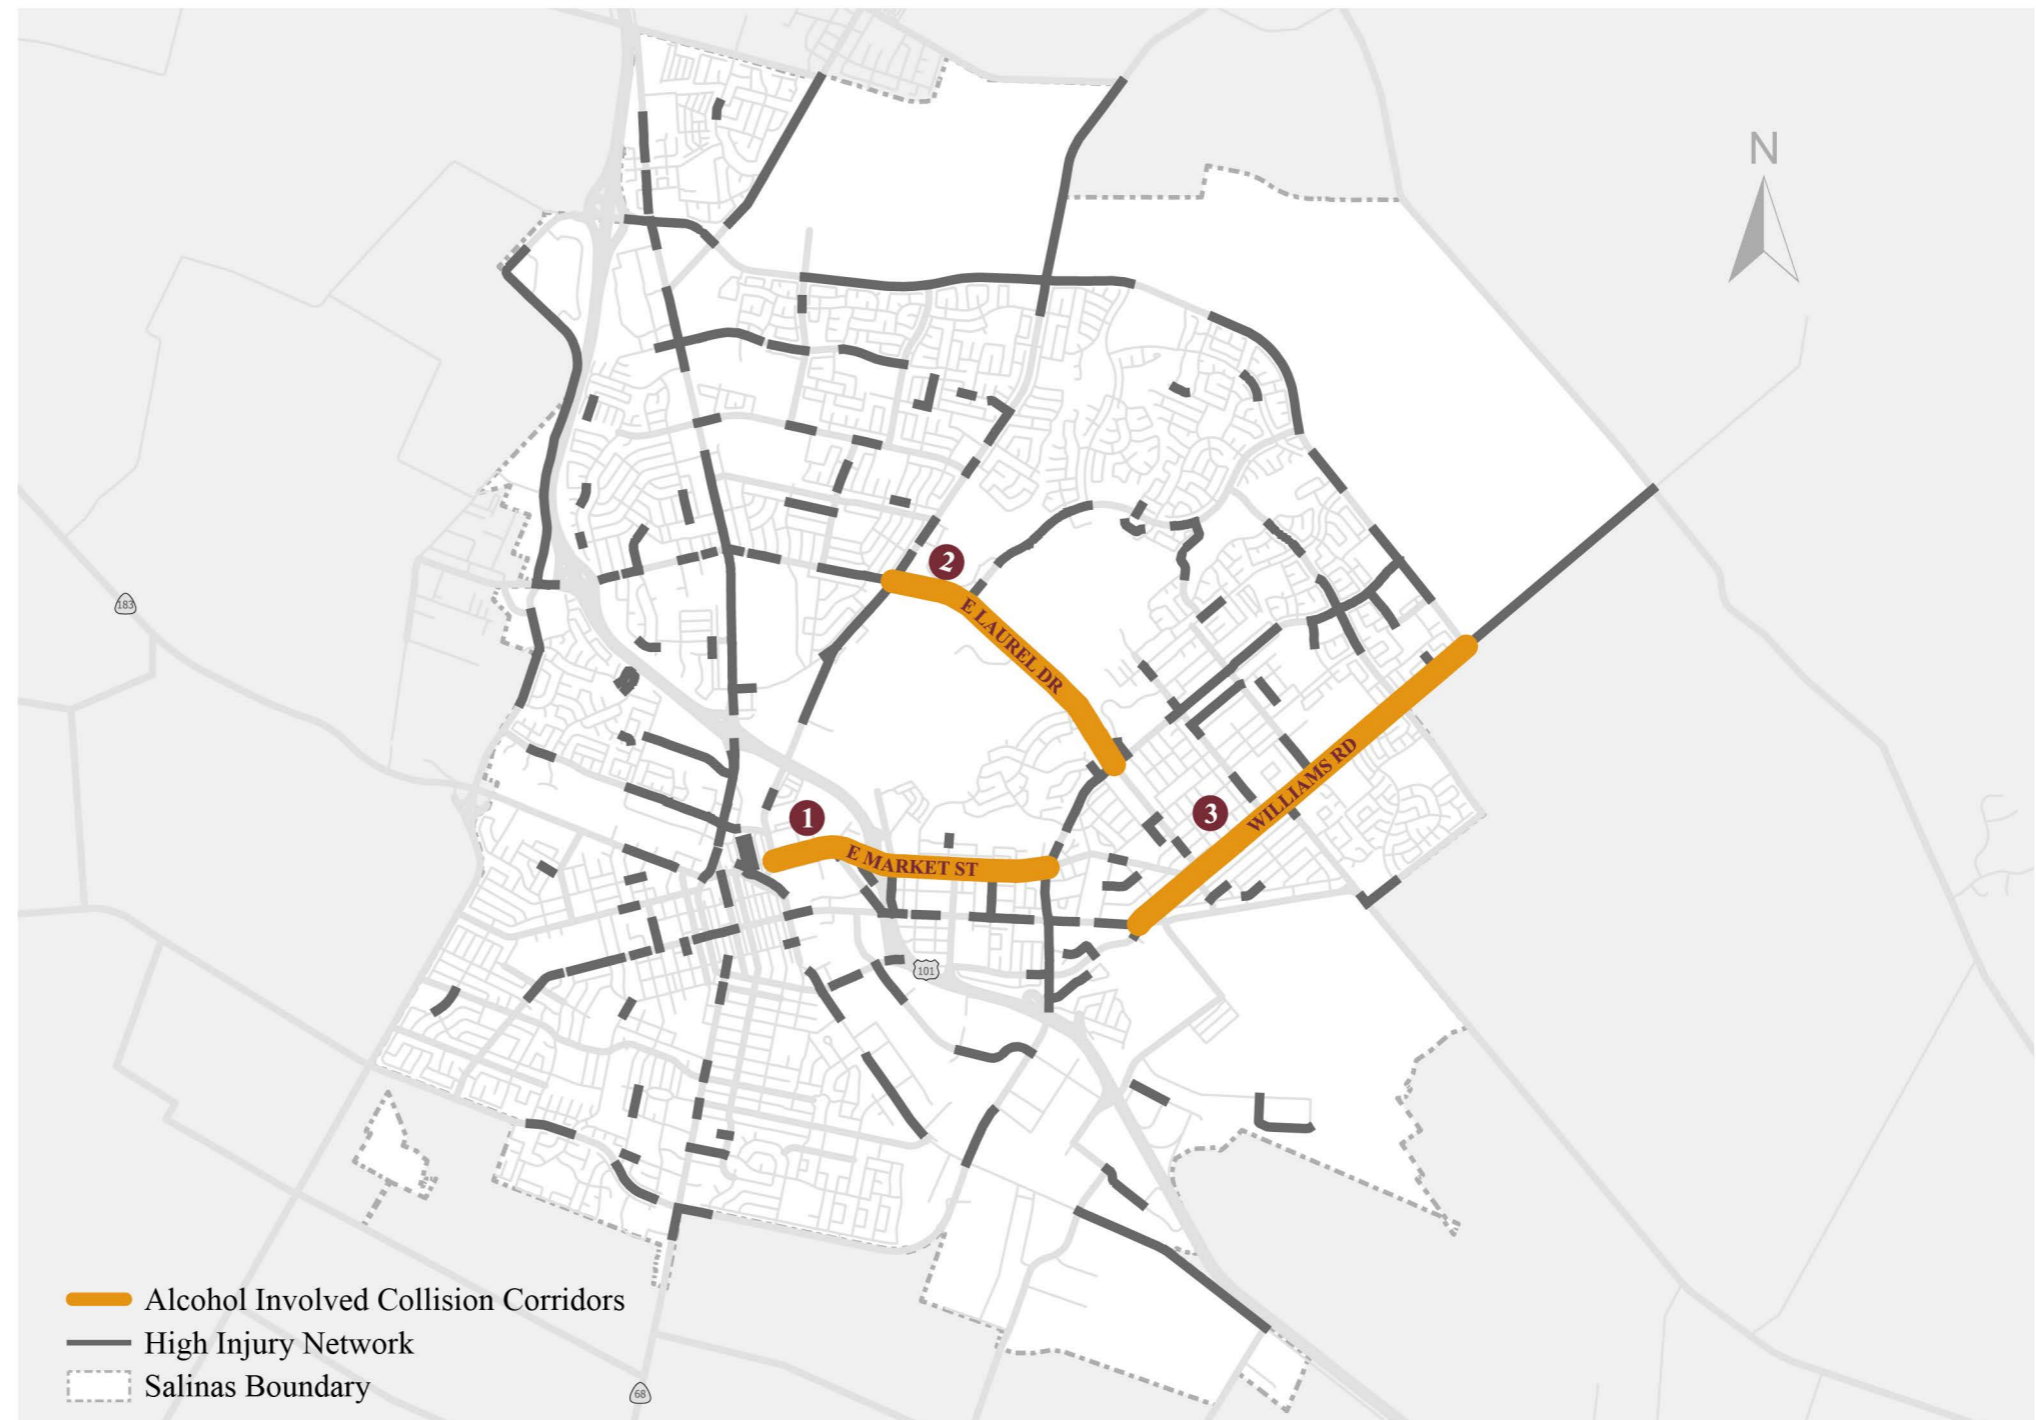 N
183
2
E LAUREL DR
1
3
WILLIAMS RD
E MARKET ST
101
Alcohol Involved Collision Corridors
High Injury Network
Salinas Boundary
68